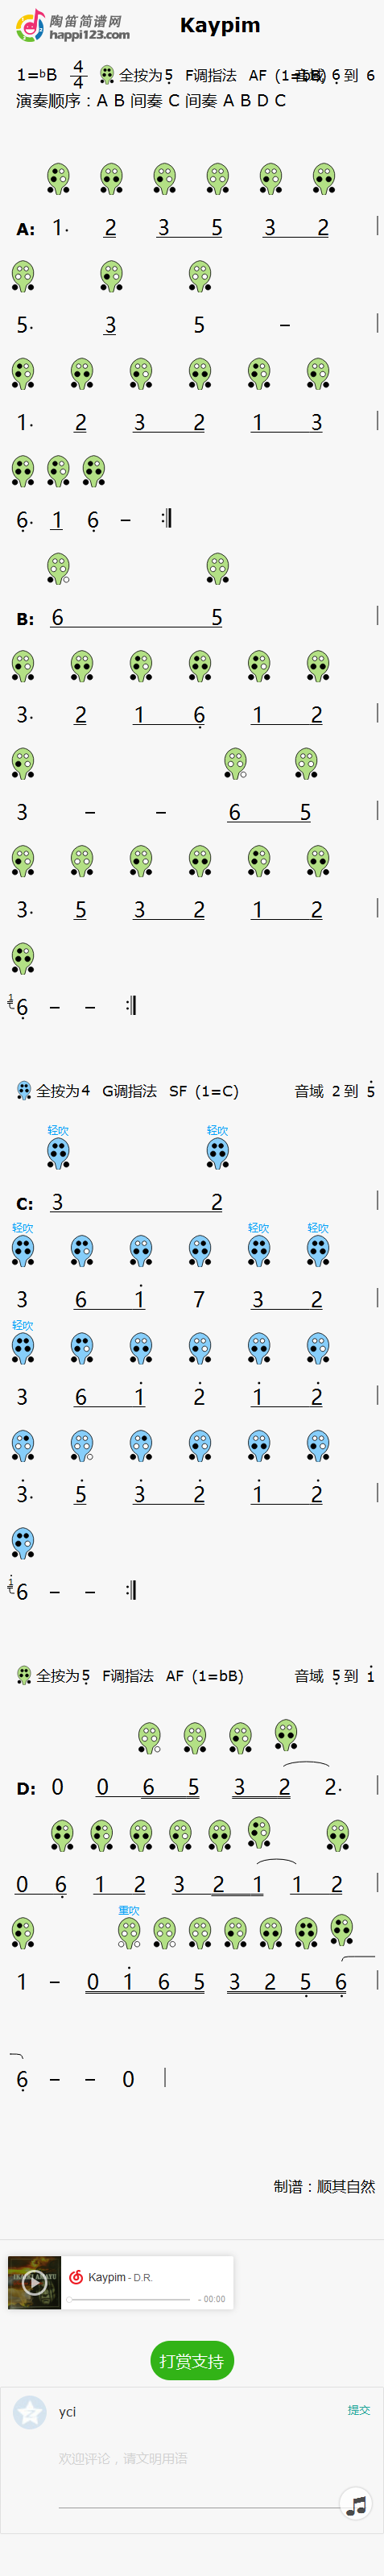 陶笛简谱网
happi123.com
Kaypim
1=bB 4/4 全按为5̣ F调指法 AF (1=bB) 音域 6̣ 到 6
演奏顺序：A B 间奏 C 间奏 A B D C
A: 1. 2 3 5 3 2 |
5. 3 5 – |
1. 2 3 2 1 3 |
6̣. 1 6̣ – :|
B: 6 5 |
3. 2 1 6̣ 1 2 |
3 – – 6 5 |
3. 5 3 2 1 2 |
1 6̣ – – :|
全按为4 G调指法 SF (1=C) 音域 2 到 5̇
轻吹 轻吹
C: 3 2 |
轻吹 轻吹 轻吹
3 6 1̇ 7 3 2 |
轻吹
3 6 1̇ 2̇ 1̇ 2̇ |
3̇. 5̇ 3̇ 2̇ 1̇ 2̇ |
1̇ 6 – – :|
全按为5̣ F调指法 AF (1=bB) 音域 5̣ 到 1̇
D: 0 0 6 5 3 2 2. |
0 6̣ 1 2 3 2 1 1 2 |
重吹
1 – 0 1̇ 6 5 3 2 5̣ 6̣ |
6̣ – – 0 |
制谱：顺其自然
Kaypim - D.R.
- 00:00
打赏支持
yci 提交
欢迎评论，请文明用语